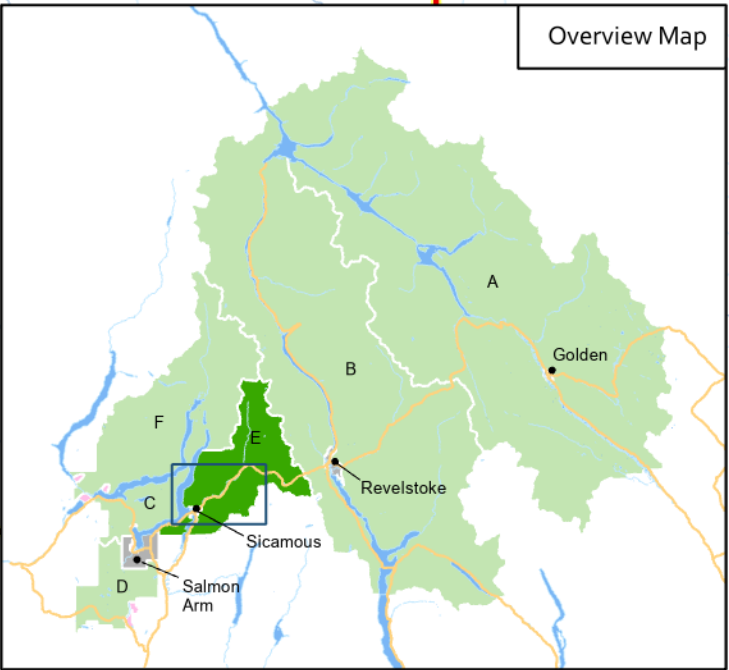 Overview Map
A
Golden
B
F
E
Revelstoke
C
Sicamous
D
Salmon
Arm